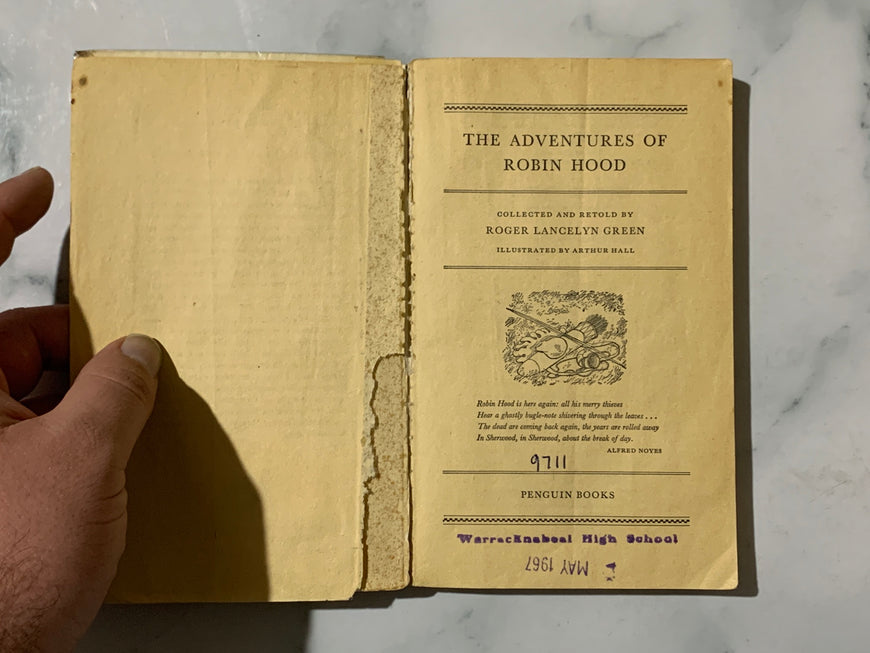 THE ADVENTURES OF
ROBIN HOOD
COLLECTED AND RETOLD BY
ROGER LANCELYN GREEN
ILLUSTRATED BY ARTHUR HALL
Robin Hood is here again: all his merry thieves
Hear a ghostly bugle-note shivering through the leaves . . .
The dead are coming back again, the years are rolled away
In Sherwood, in Sherwood, about the break of day.
ALFRED NOYES
9711
PENGUIN BOOKS
Warracknabeal High School
MAY 1967